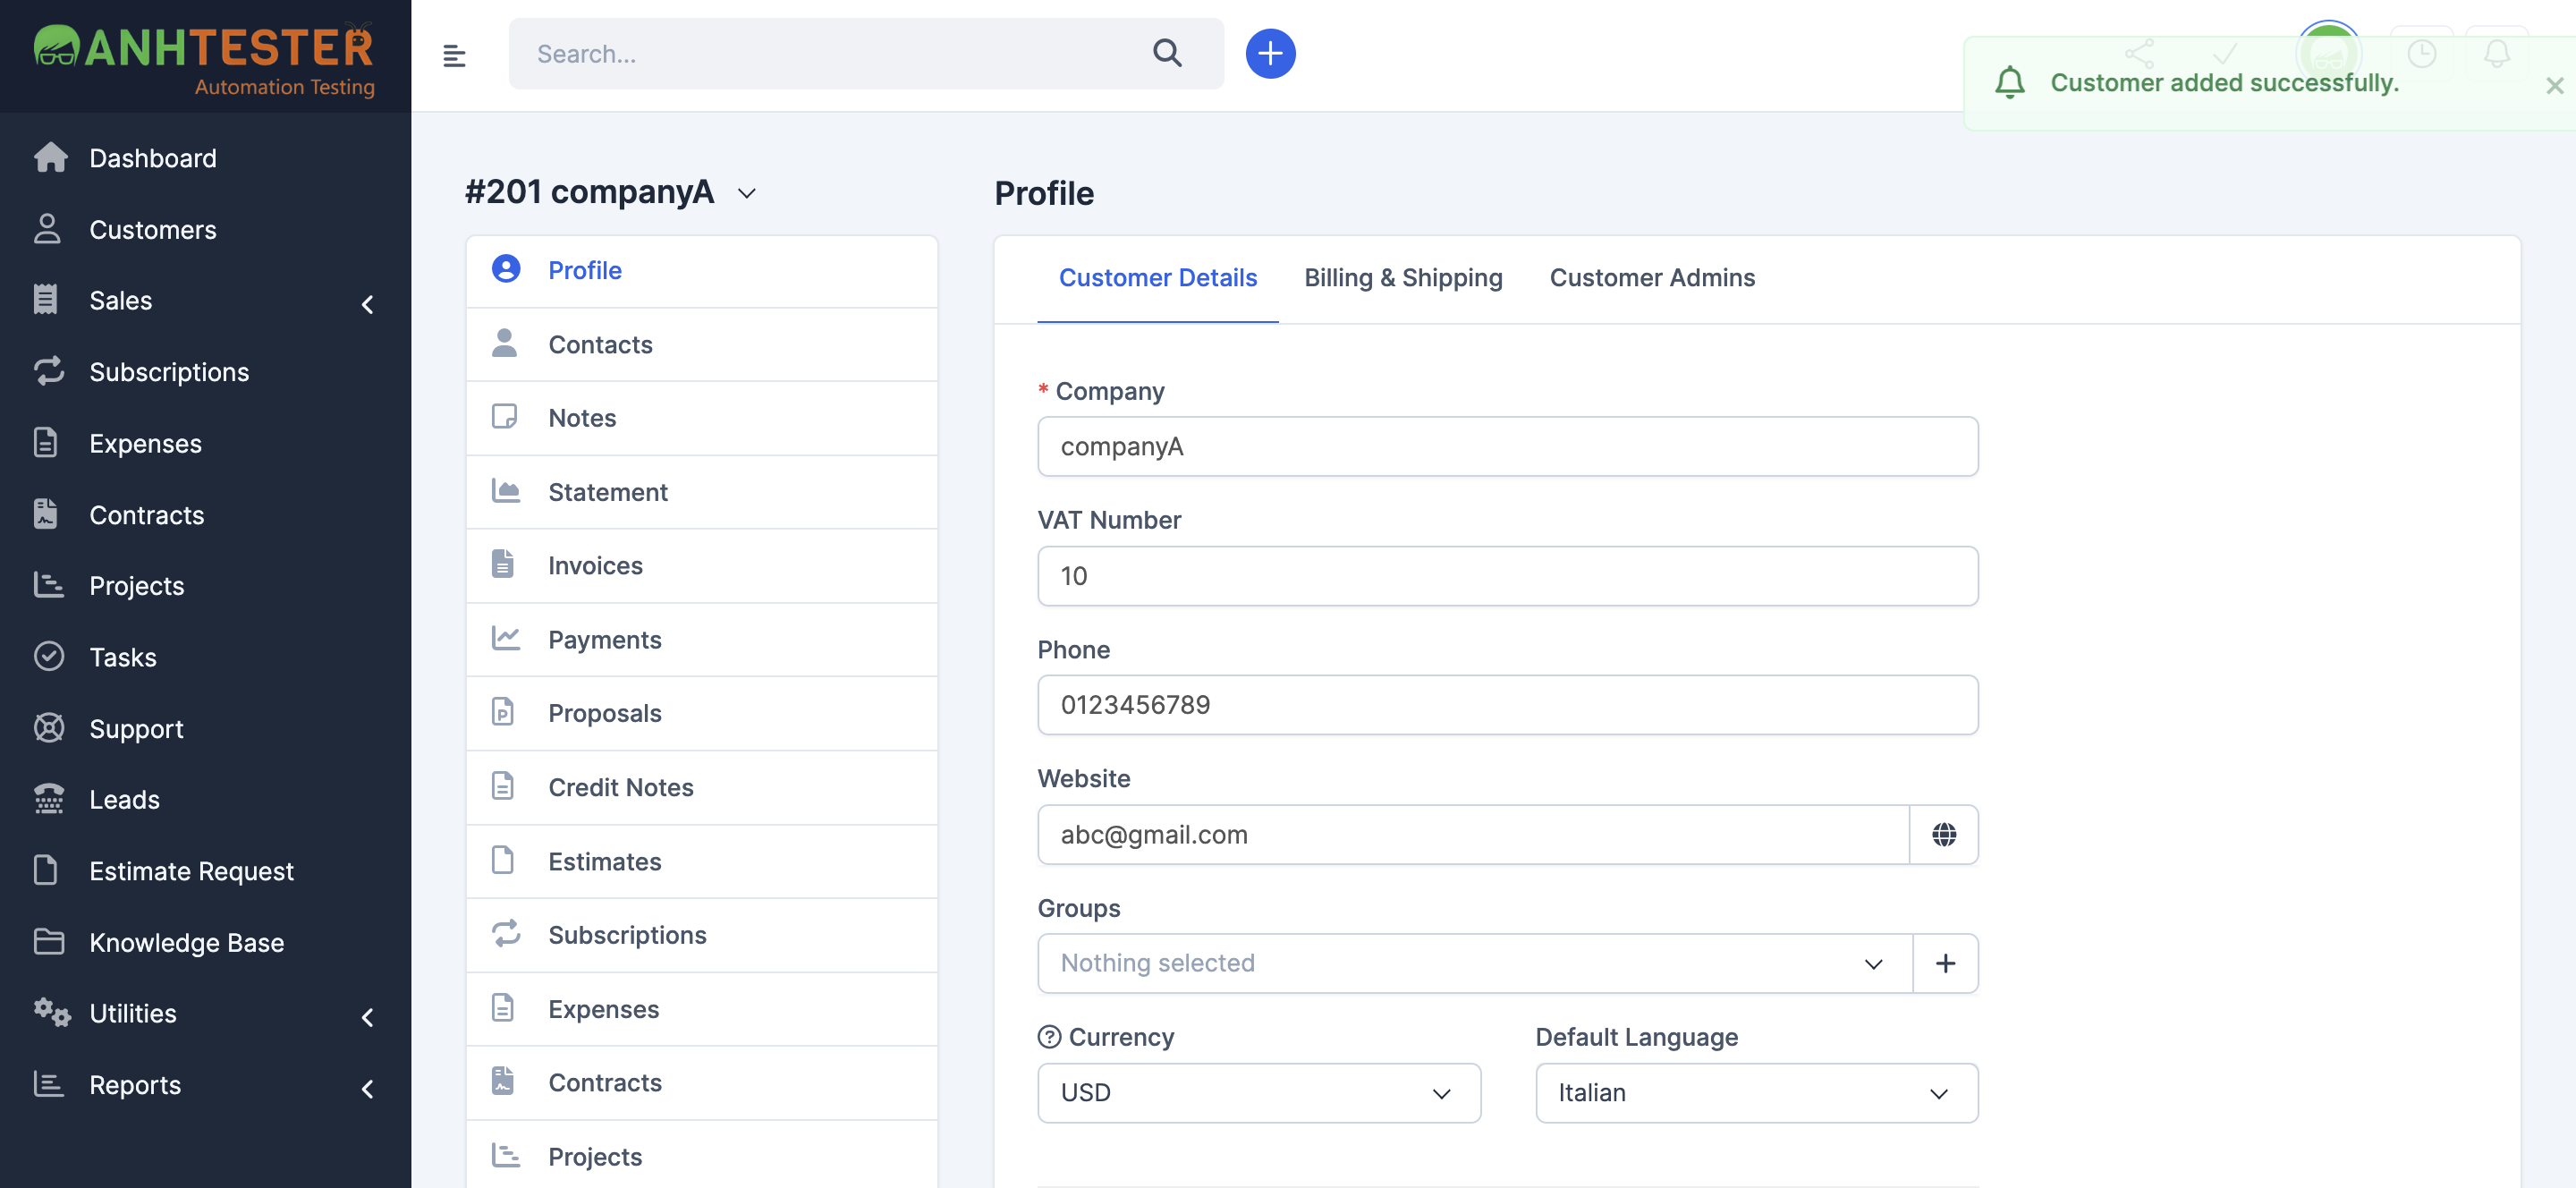 ANHTESTER
Automation Testing
Dashboard
Customers
Sales
Subscriptions
Expenses
Contracts
Projects
Tasks
Support
Leads
Estimate Request
Knowledge Base
Utilities
Reports
Search...
Customer added successfully.
#201 companyA
Profile
Contacts
Notes
Statement
Invoices
Payments
Proposals
Credit Notes
Estimates
Subscriptions
Expenses
Contracts
Projects
Profile
Customer Details Billing & Shipping Customer Admins
* Company
companyA
VAT Number
10
Phone
0123456789
Website
abc@gmail.com
Groups
Nothing selected
Currency Default Language
USD Italian